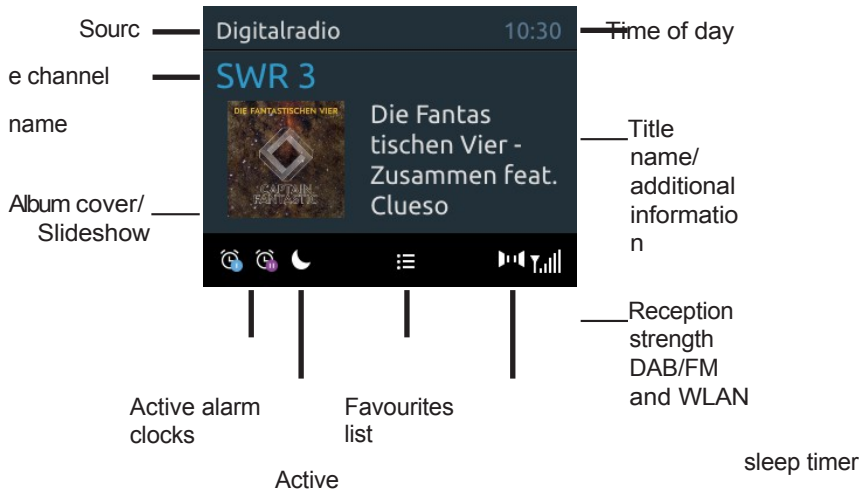 Sourc
Digitalradio
10:30
Time of day
e channel
SWR 3
name
DIE FANTASTISCHEN VIER
CAPTAIN
FANTASTIC
Die Fantas
tischen Vier -
Zusammen feat.
Clueso
Title
name/
additional
informatio
n
Album cover/
Slideshow
Reception
strength
DAB/FM
and WLAN
Active alarm
clocks
Favourites
list
sleep timer
Active